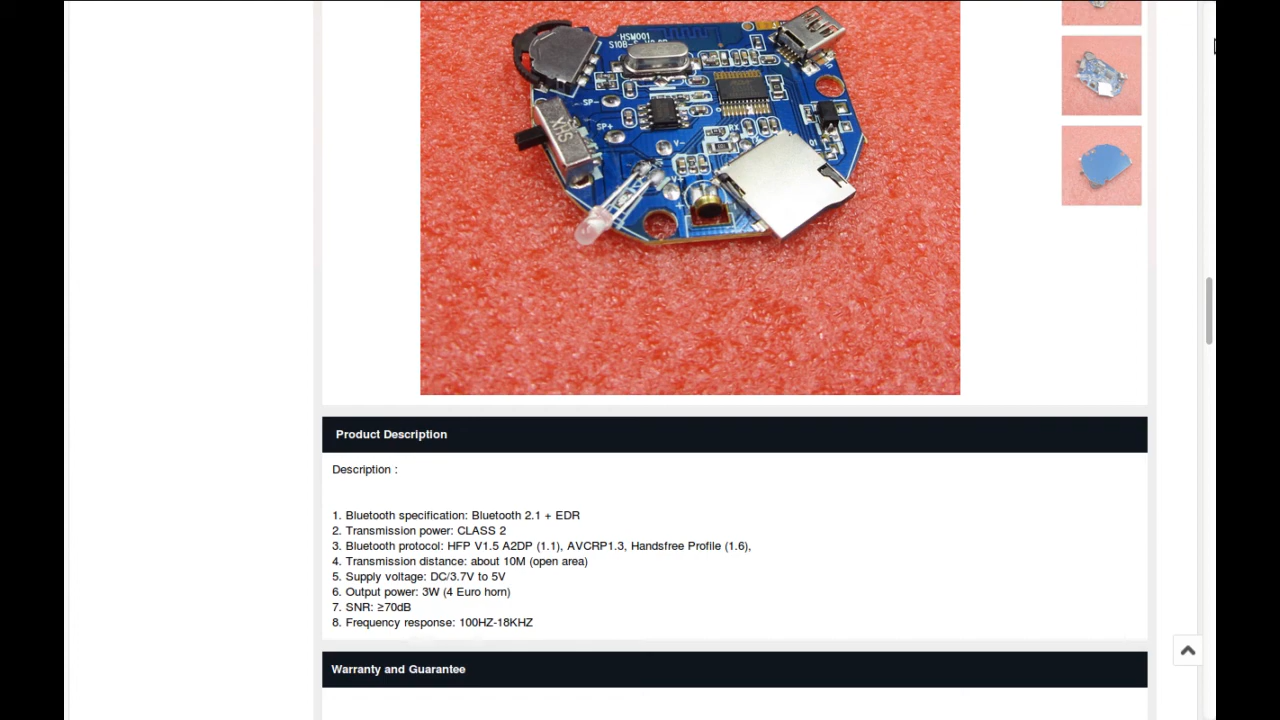 HSM001
SP-
SP+
V-
RX
Q1
V+
Product Description
Description :
1. Bluetooth specification: Bluetooth 2.1 + EDR
2. Transmission power: CLASS 2
3. Bluetooth protocol: HFP V1.5 A2DP (1.1), AVCRP1.3, Handsfree Profile (1.6),
4. Transmission distance: about 10M (open area)
5. Supply voltage: DC/3.7V to 5V
6. Output power: 3W (4 Euro horn)
7. SNR: ≥70dB
8. Frequency response: 100HZ-18KHZ
Warranty and Guarantee